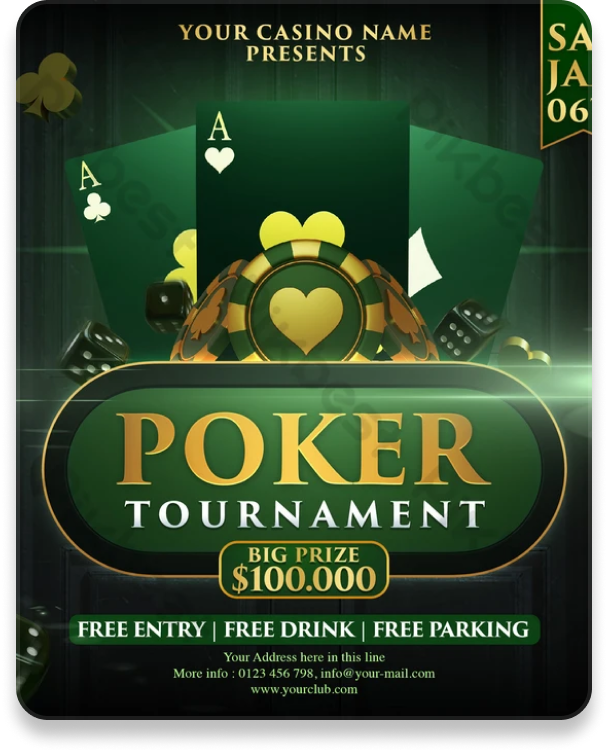 YOUR CASINO NAME
PRESENTS
SA
JA
06
A
A
POKER
TOURNAMENT
BIG PRIZE
$100.000
FREE ENTRY | FREE DRINK | FREE PARKING
Your Address here in this line
More info : 0123 456 798, info@your-mail.com
www.yourclub.com